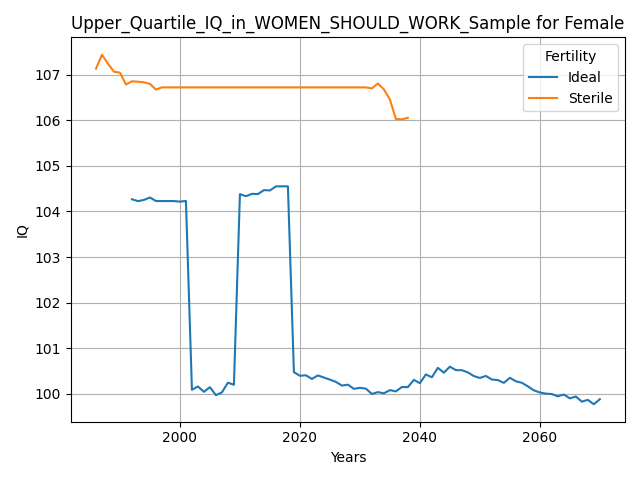 Upper_Quartile_IQ_in_WOMEN_SHOULD_WORK_Sample for Female
Fertility
Ideal
Sterile
107
106
105
104
103
102
101
100
IQ
2000
2020
2040
2060
Years